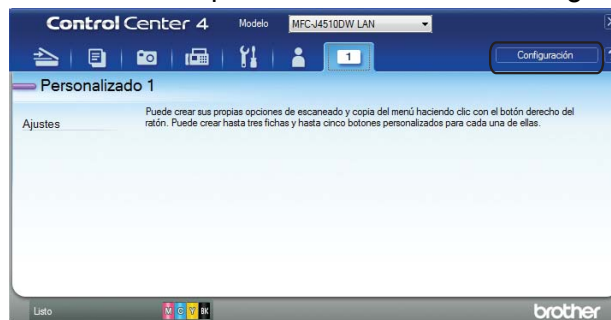 Control Center 4 Modelo MFC-J4510DW LAN
1 Configuración
Personalizado 1
Ajustes
Puede crear sus propias opciones de escaneado y copia del menú haciendo clic con el botón derecho del
ratón. Puede crear hasta tres fichas y hasta cinco botones personalizados para cada una de ellas.
Listo M C Y BK brother